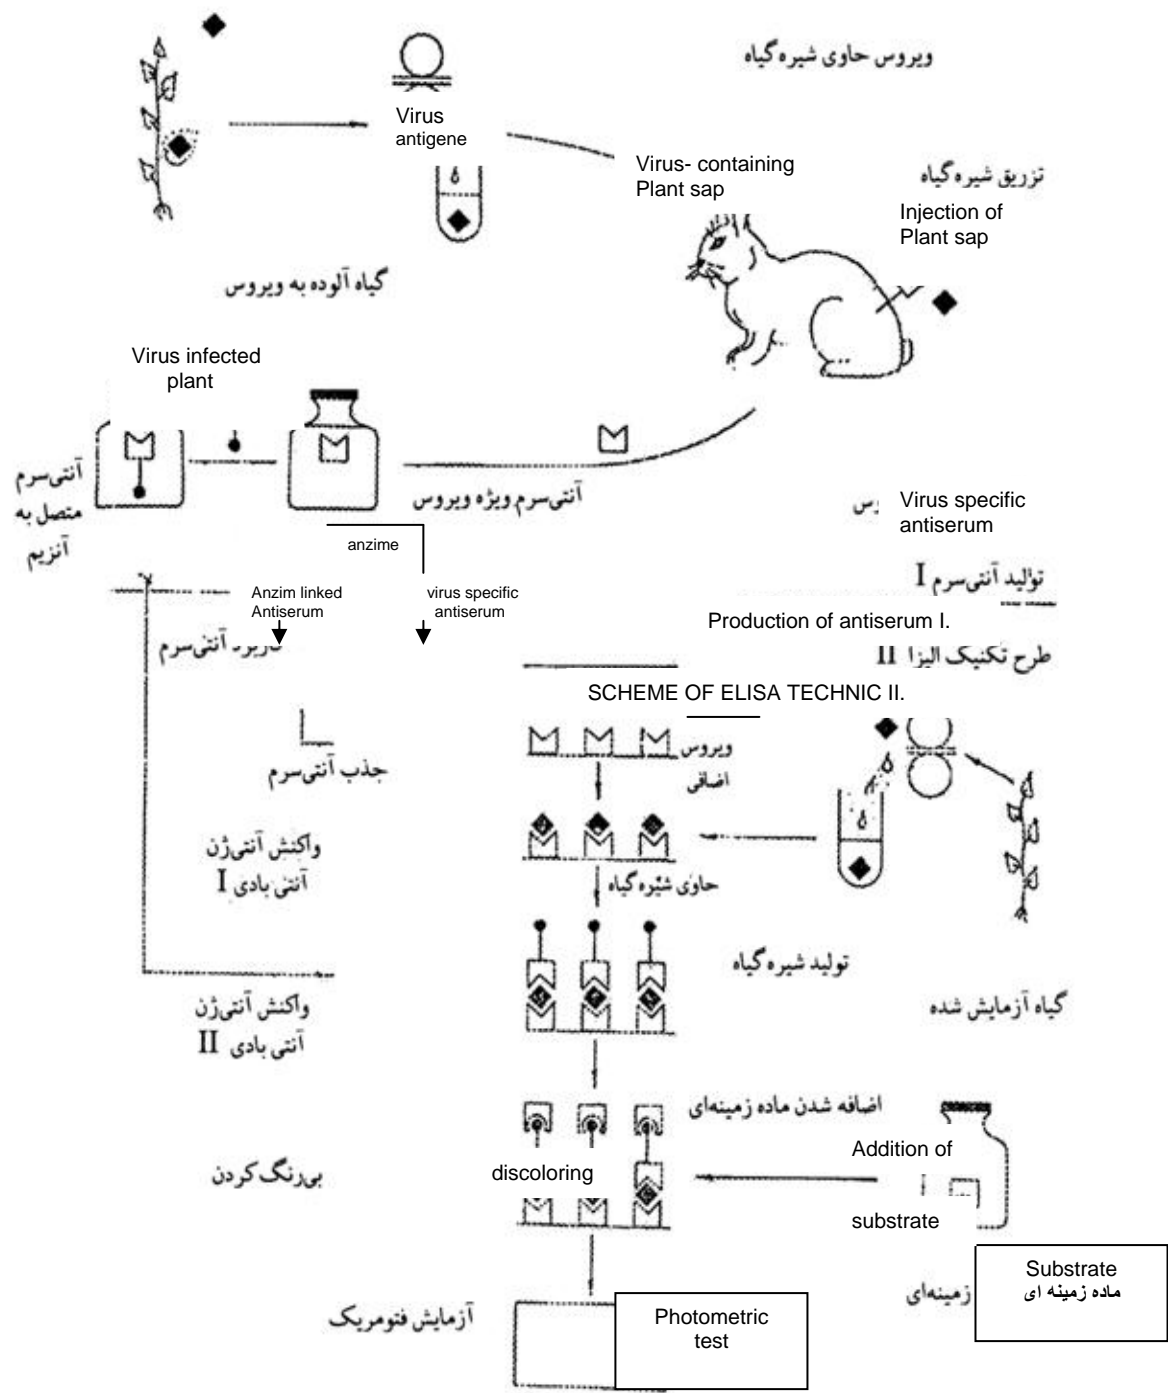 ویروس حاوی شیره گیاه
Virus
antigene
Virus- containing
Plant sap
تزریق شیره گیاه
Injection of
Plant sap
گیاه آلوده به ویروس
Virus infected
plant
آنتی‌سرم
متصل به
آنزیم
آنتی‌سرم ویژه ویروس
Virus specific
antiserum
anzime
Anzim linked
Antiserum
virus specific
antiserum
تولید آنتی‌سرم I
Production of antiserum I.
آنتی‌سرم
طرح تکنیک الیزا II
SCHEME OF ELISA TECHNIC II.
ویروس
اضافی
جذب آنتی‌سرم
واکنش آنتی‌ژن
آنتی بادی I
حاوی شیره گیاه
تولید شیره گیاه
گیاه آزمایش شده
واکنش آنتی‌ژن
آنتی بادی II
اضافه شدن ماده زمینه‌ای
Addition of
substrate
بی‌رنگ کردن
discoloring
زمینه‌ای
Substrate
ماده زمینه ای
آزمایش فتومریک
Photometric
test